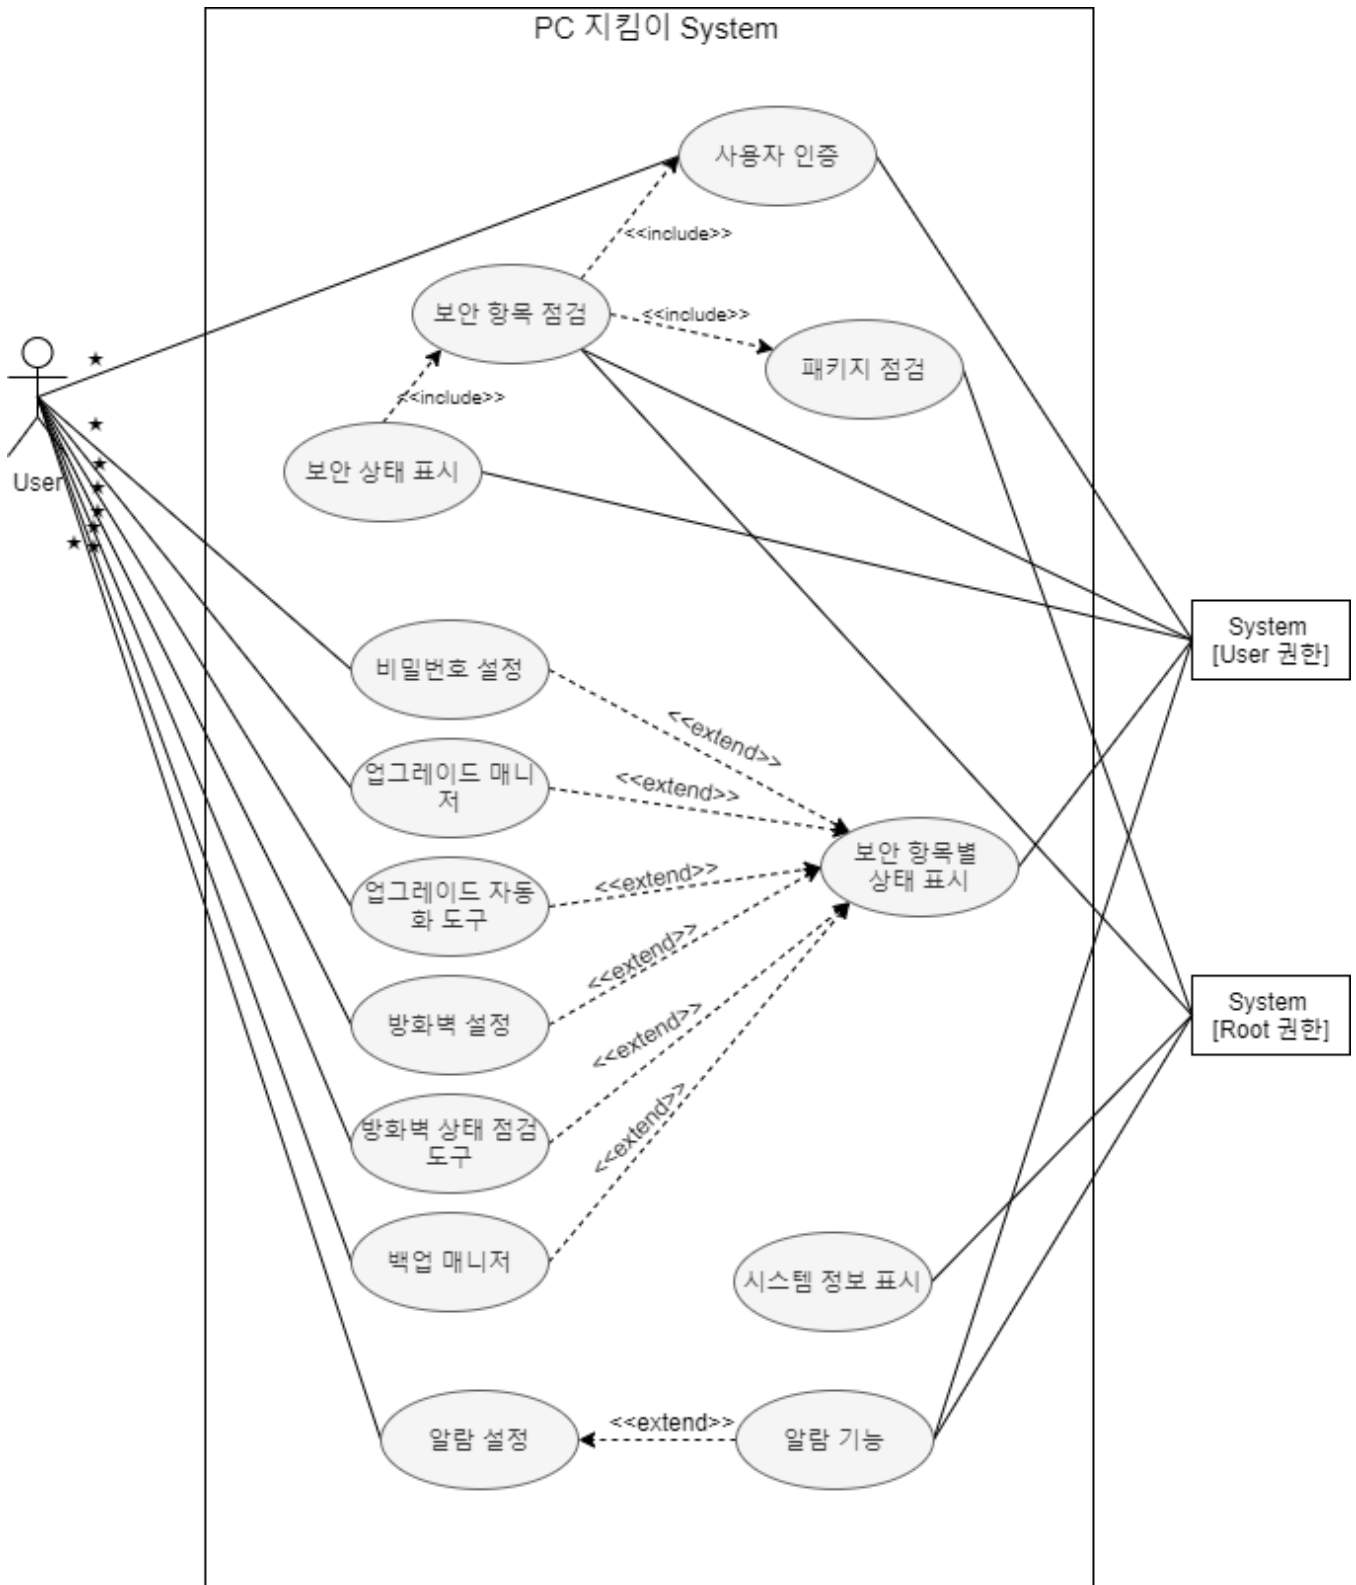 PC 지킴이 System
사용자 인증
<<include>>
보안 항목 점검
<<include>>
패키지 점검
<<include>>
보안 상태 표시
User
System
[User 권한]
비밀번호 설정
<<extend>>
업그레이드 매니
저
<<extend>>
보안 항목별
상태 표시
업그레이드 자동
화 도구
<<extend>>
<<extend>>
방화벽 설정
System
[Root 권한]
<<extend>>
방화벽 상태 점검
도구
<<extend>>
백업 매니저
시스템 정보 표시
알람 설정
<<extend>>
알람 기능